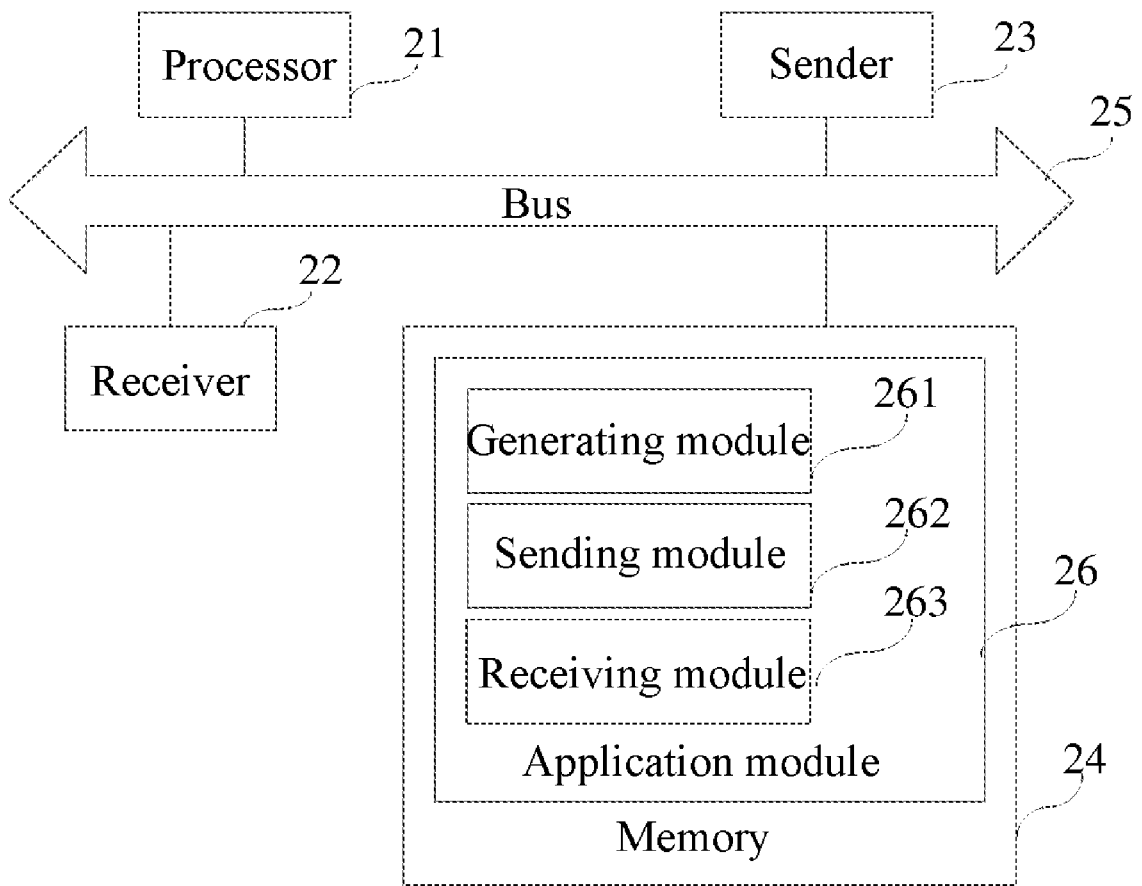 21
Processor
23
Sender
25
Bus
22
Receiver
261
Generating module
262
Sending module
26
263
Receiving module
Application module
24
Memory